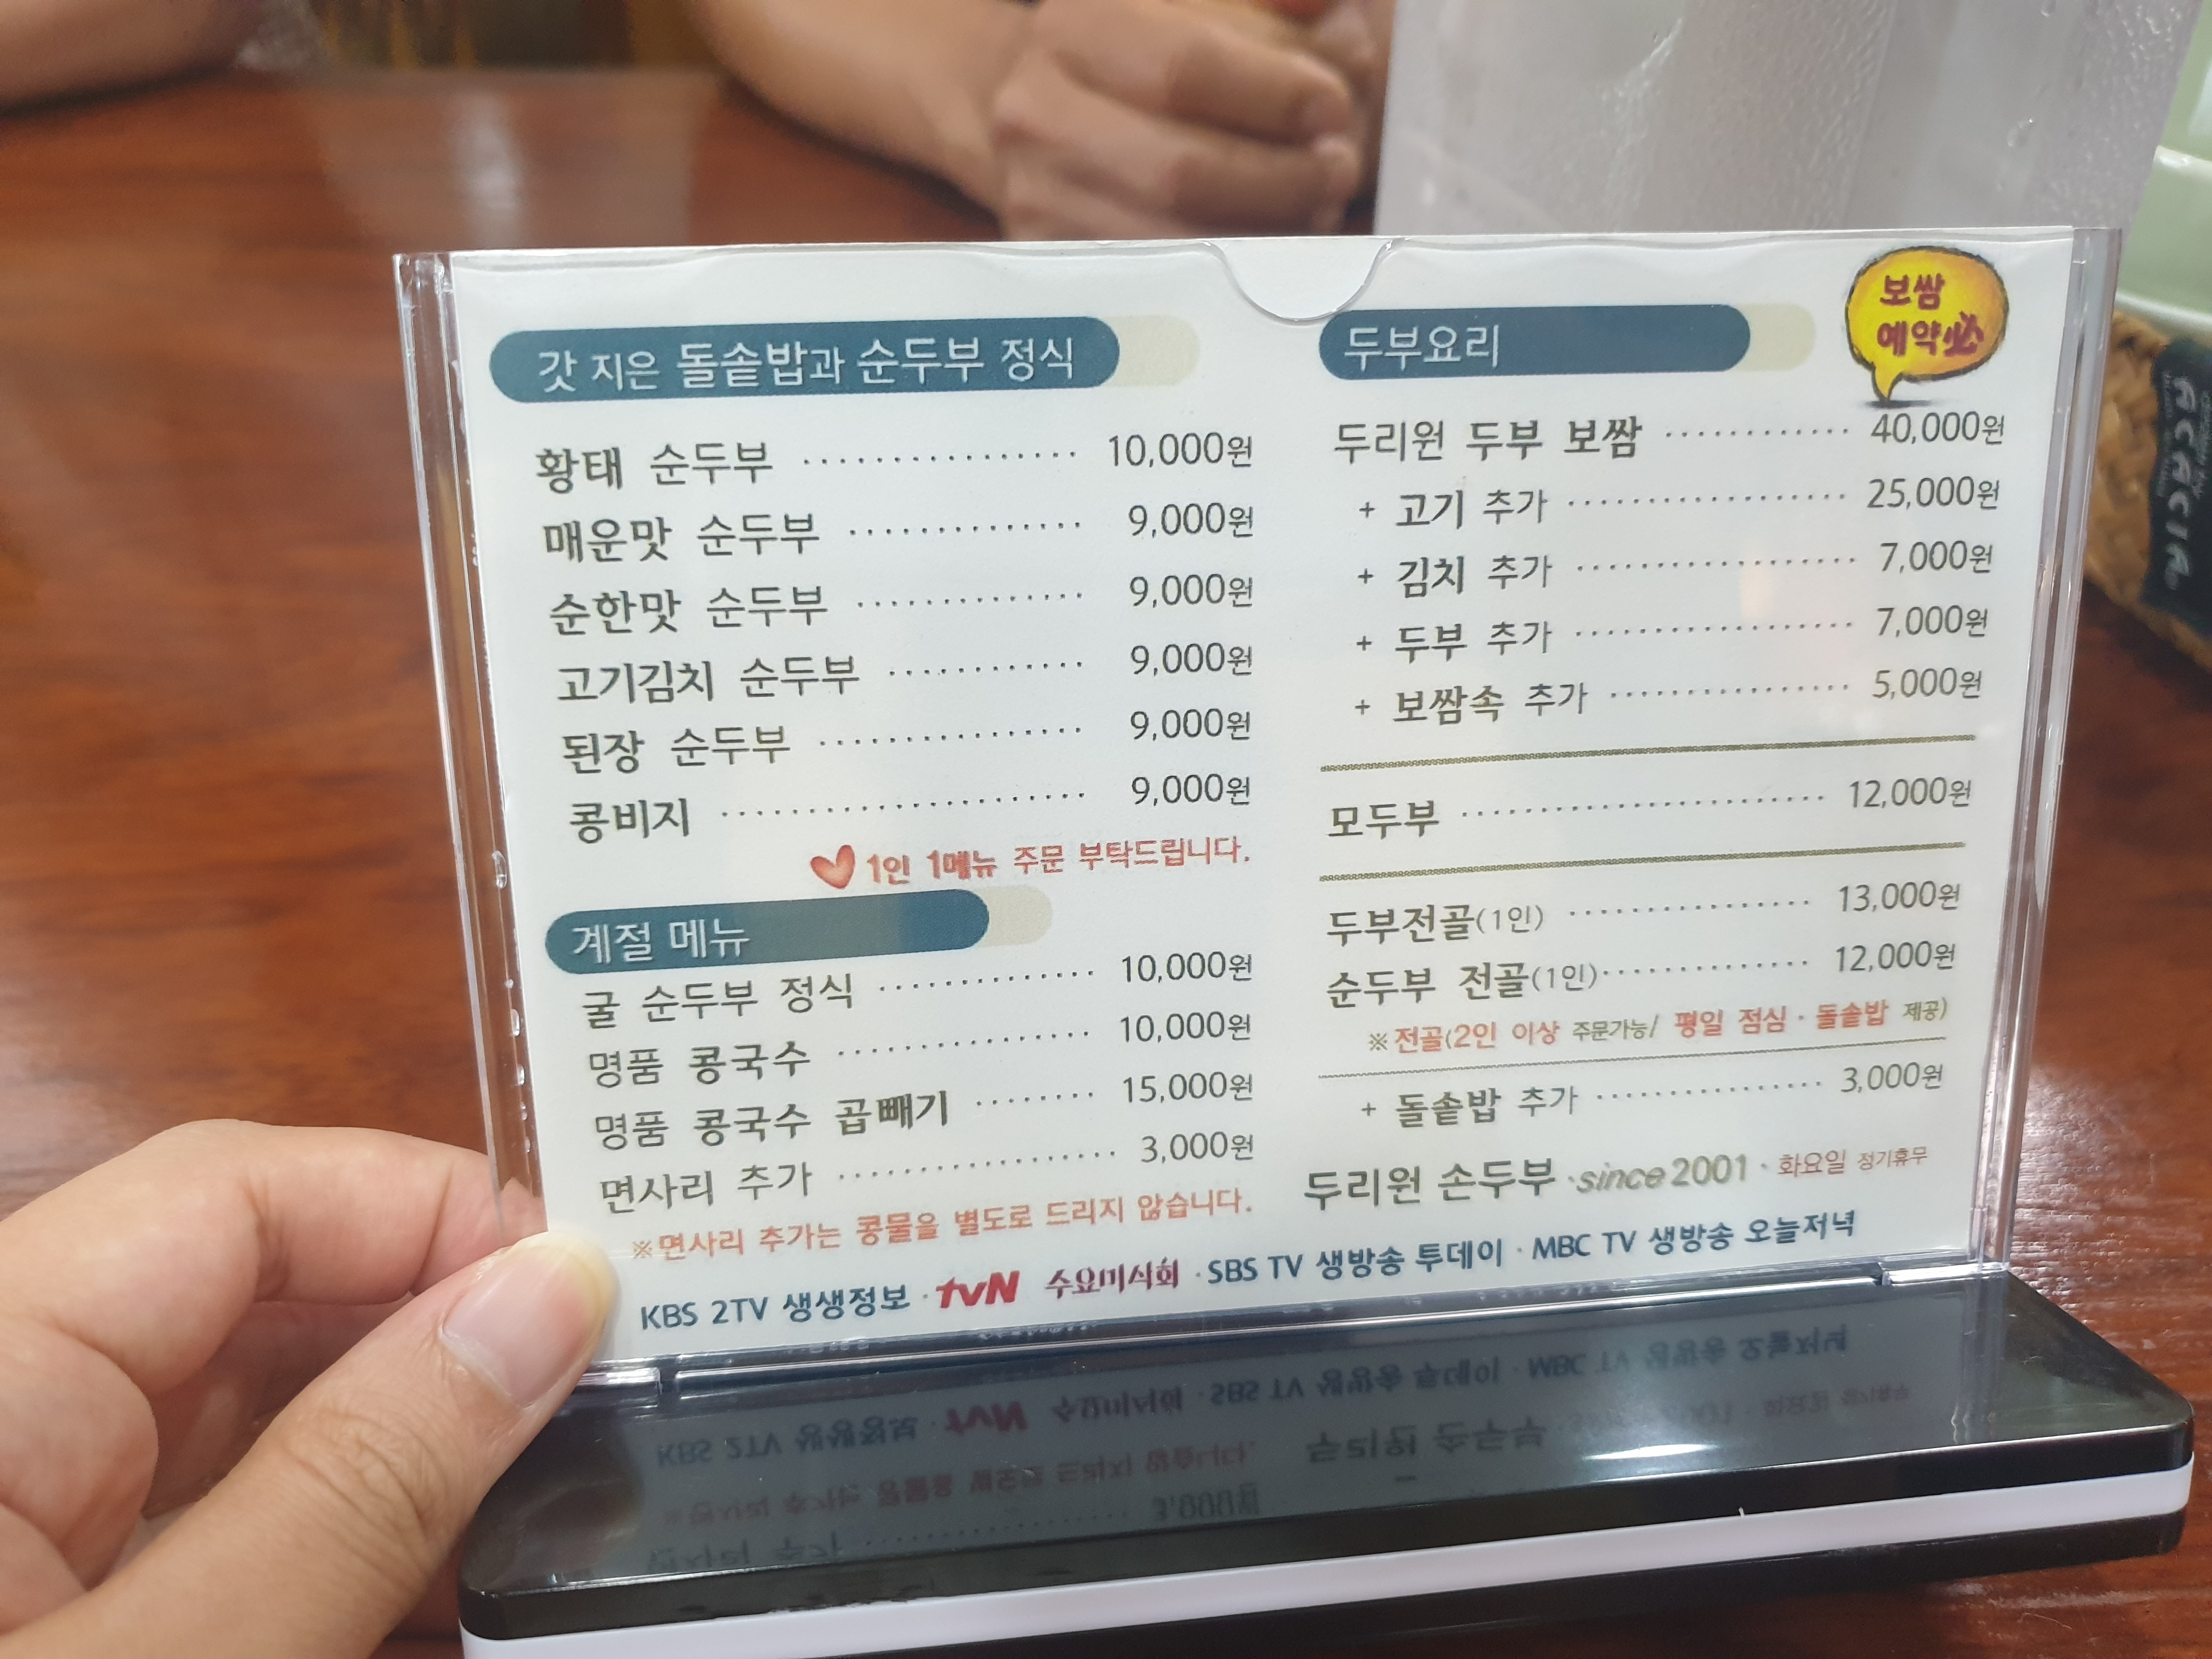 갓 지은 돌솥밥과 순두부 정식
황태 순두부 ················ 10,000원
매운맛 순두부 ·············· 9,000원
순한맛 순두부 ·············· 9,000원
고기김치 순두부 ············ 9,000원
된장 순두부 ················ 9,000원
콩비지 ······················ 9,000원
1인 1메뉴 주문 부탁드립니다.
계절 메뉴
굴 순두부 정식 ············· 10,000원
명품 콩국수 ················ 10,000원
명품 콩국수 곱빼기 ········ 15,000원
면사리 추가 ················· 3,000원
※면사리 추가는 콩물을 별도로 드리지 않습니다.
보쌈
예약必
두부요리
두리원 두부 보쌈 ············ 40,000원
+ 고기 추가 ·················· 25,000원
+ 김치 추가 ·················· 7,000원
+ 두부 추가 ·················· 7,000원
+ 보쌈속 추가 ················ 5,000원
모두부 ························ 12,000원
두부전골(1인) ················ 13,000원
순두부 전골(1인)·············· 12,000원
※전골(2인 이상 주문가능/ 평일 점심·돌솥밥 제공)
+ 돌솥밥 추가 ················ 3,000원
두리원 손두부·since 2001·화요일 정기휴무
KBS 2TV 생생정보·tvN 수요미식회·SBS TV 생방송 투데이·MBC TV 생방송 오늘저녁
ACACIA